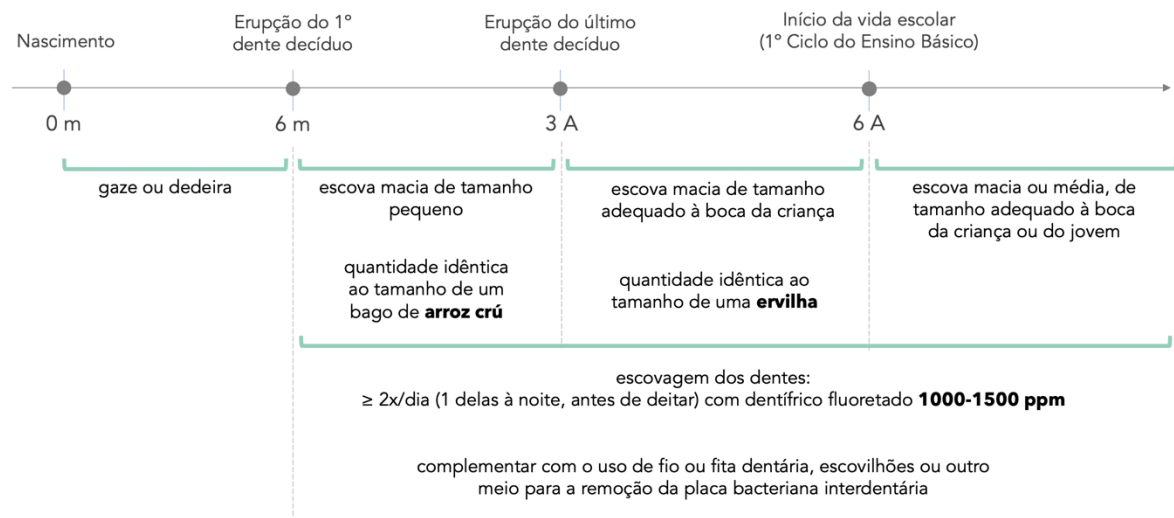 Nascimento
Erupção do 1º
dente decíduo
Erupção do último
dente decíduo
Início da vida escolar
(1º Ciclo do Ensino Básico)
0 m
6 m
3 A
6 A
gaze ou dedeira
escova macia de tamanho
pequeno
escova macia de tamanho
adequado à boca da criança
escova macia ou média, de
tamanho adequado à boca
da criança ou do jovem
quantidade idêntica
ao tamanho de um
bago de arroz crú
quantidade idêntica ao
tamanho de uma ervilha
escovagem dos dentes:
≥ 2x/dia (1 delas à noite, antes de deitar) com dentífrico fluoretado 1000-1500 ppm
complementar com o uso de fio ou fita dentária, escovilhões ou outro
meio para a remoção da placa bacteriana interdentária